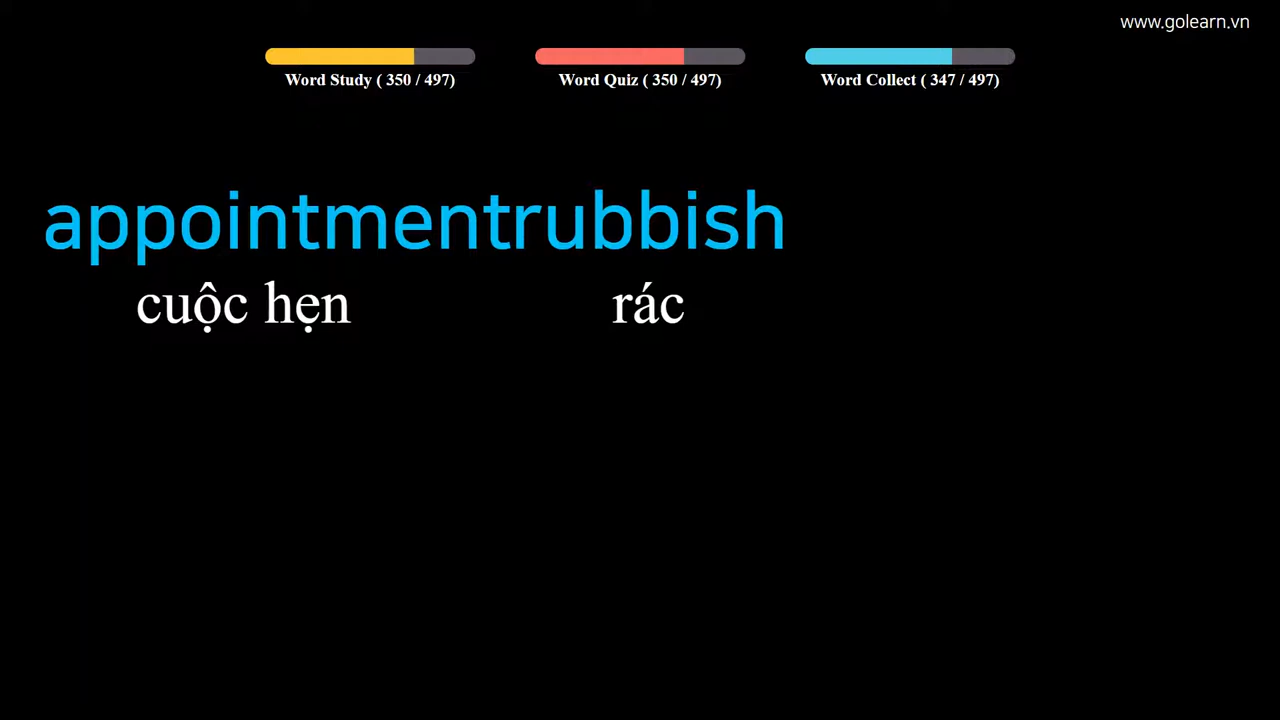 www.golearn.vn
Word Study ( 350 / 497) Word Quiz ( 350 / 497) Word Collect ( 347 / 497)
appointmentrubbish
cuộc hẹn rác